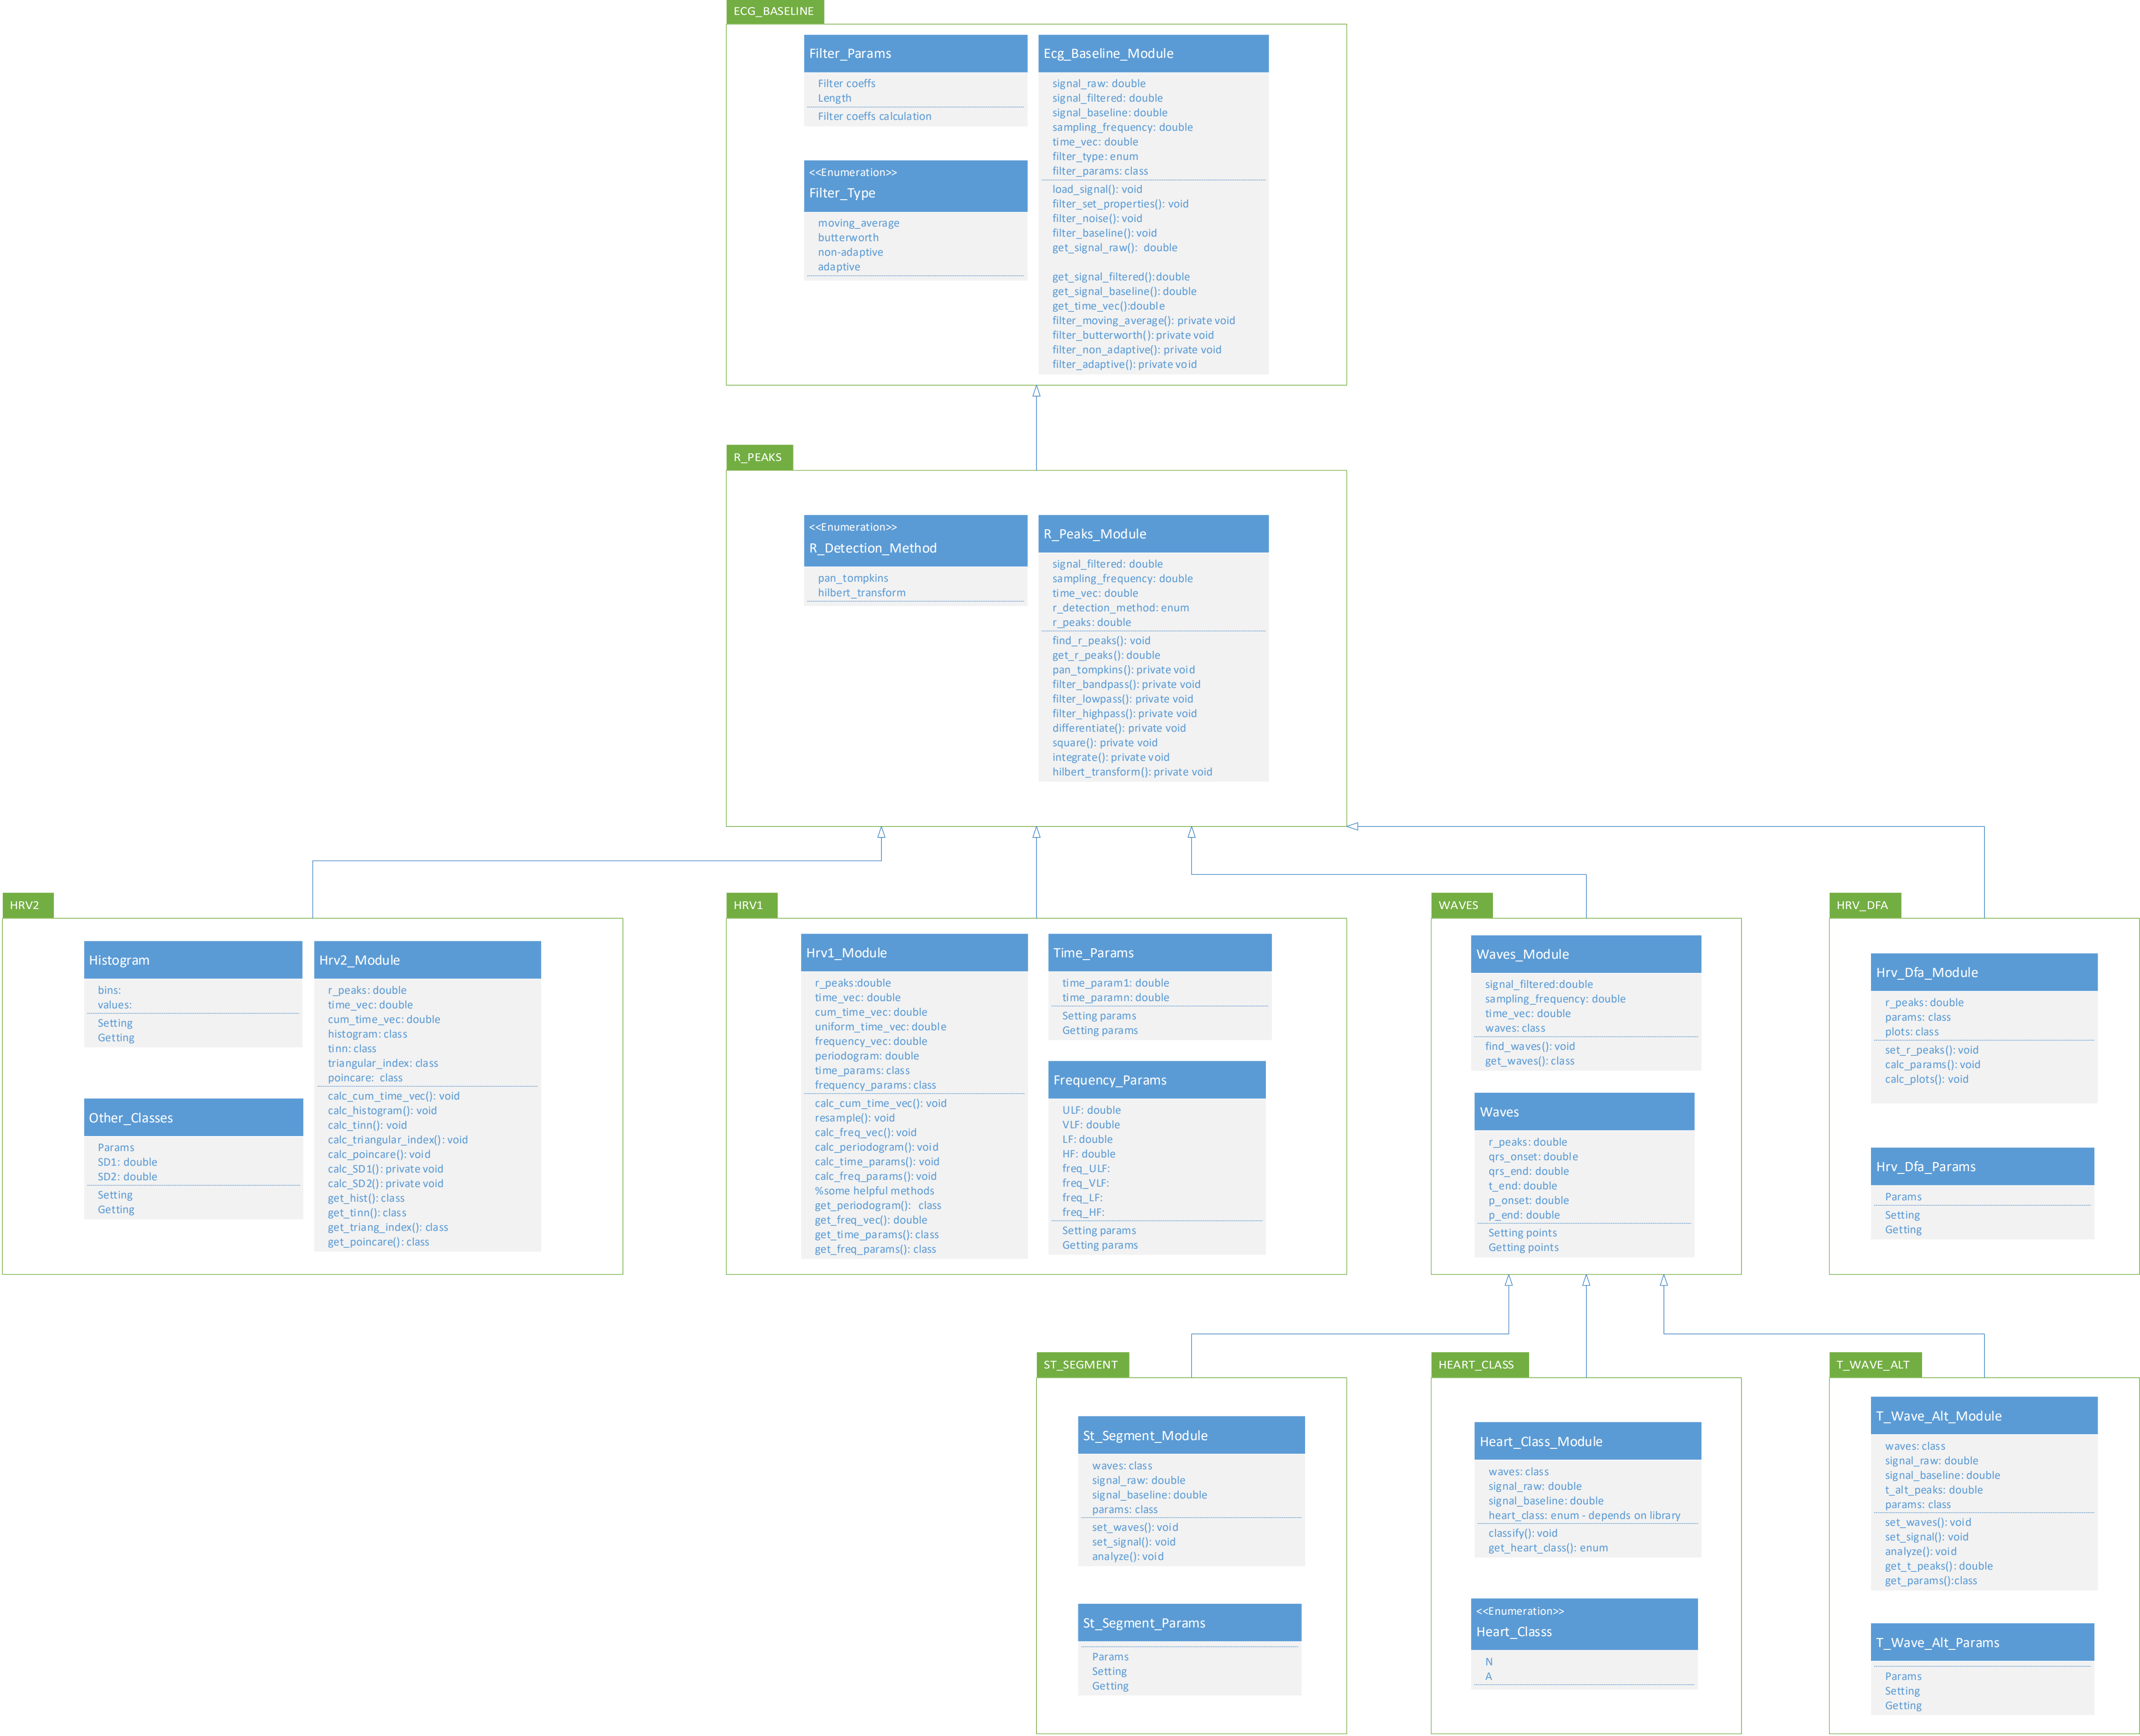 ECG_BASELINE
Filter_Params
Filter coeffs
Length
Filter coeffs calculation
<<Enumeration>>
Filter_Type
moving_average
butterworth
non-adaptive
adaptive
Ecg_Baseline_Module
signal_raw: double
signal_filtered: double
signal_baseline: double
sampling_frequency: double
time_vec: double
filter_type: enum
filter_params: class
load_signal(): void
filter_set_properties(): void
filter_noise(): void
filter_baseline(): void
get_signal_raw():  double
get_signal_filtered():double
get_signal_baseline(): double
get_time_vec():double
filter_moving_average(): private void
filter_butterworth(): private void
filter_non_adaptive(): private void
filter_adaptive(): private void
R_PEAKS
<<Enumeration>>
R_Detection_Method
pan_tompkins
hilbert_transform
R_Peaks_Module
signal_filtered: double
sampling_frequency: double
time_vec: double
r_detection_method: enum
r_peaks: double
find_r_peaks(): void
get_r_peaks(): double
pan_tompkins(): private void
filter_bandpass(): private void
filter_lowpass(): private void
filter_highpass(): private void
differentiate(): private void
square(): private void
integrate(): private void
hilbert_transform(): private void
HRV2
Histogram
bins:
values:
Setting
Getting
Other_Classes
Params
SD1: double
SD2: double
Setting
Getting
Hrv2_Module
r_peaks: double
time_vec: double
cum_time_vec: double
histogram: class
tinn: class
triangular_index: class
poincare:  class
calc_cum_time_vec(): void
calc_histogram(): void
calc_tinn(): void
calc_triangular_index(): void
calc_poincare(): void
calc_SD1(): private void
calc_SD2(): private void
get_hist(): class
get_tinn(): class
get_triang_index(): class
get_poincare(): class
HRV1
Hrv1_Module
r_peaks:double
time_vec: double
cum_time_vec: double
uniform_time_vec: double
frequency_vec: double
periodogram: double
time_params: class
frequency_params: class
calc_cum_time_vec(): void
resample(): void
calc_freq_vec(): void
calc_periodogram(): void
calc_time_params(): void
calc_freq_params(): void
%some helpful methods
get_periodogram():  class
get_freq_vec(): double
get_time_params(): class
get_freq_params(): class
Time_Params
time_param1: double
time_paramn: double
Setting params
Getting params
Frequency_Params
ULF: double
VLF: double
LF: double
HF: double
freq_ULF:
freq_VLF:
freq_LF:
freq_HF:
Setting params
Getting params
WAVES
Waves_Module
signal_filtered:double
sampling_frequency: double
time_vec: double
waves: class
find_waves(): void
get_waves(): class
Waves
r_peaks: double
qrs_onset: double
qrs_end: double
t_end: double
p_onset: double
p_end: double
Setting points
Getting points
HRV_DFA
Hrv_Dfa_Module
r_peaks: double
params: class
plots: class
set_r_peaks(): void
calc_params(): void
calc_plots(): void
Hrv_Dfa_Params
Params
Setting
Getting
ST_SEGMENT
St_Segment_Module
waves: class
signal_raw: double
signal_baseline: double
params: class
set_waves(): void
set_signal(): void
analyze(): void
St_Segment_Params
Params
Setting
Getting
HEART_CLASS
Heart_Class_Module
waves: class
signal_raw: double
signal_baseline: double
heart_class: enum - depends on library
classify(): void
get_heart_class(): enum
<<Enumeration>>
Heart_Classs
N
A
T_WAVE_ALT
T_Wave_Alt_Module
waves: class
signal_raw: double
signal_baseline: double
t_alt_peaks: double
params: class
set_waves(): void
set_signal(): void
analyze(): void
get_t_peaks(): double
get_params():class
T_Wave_Alt_Params
Params
Setting
Getting